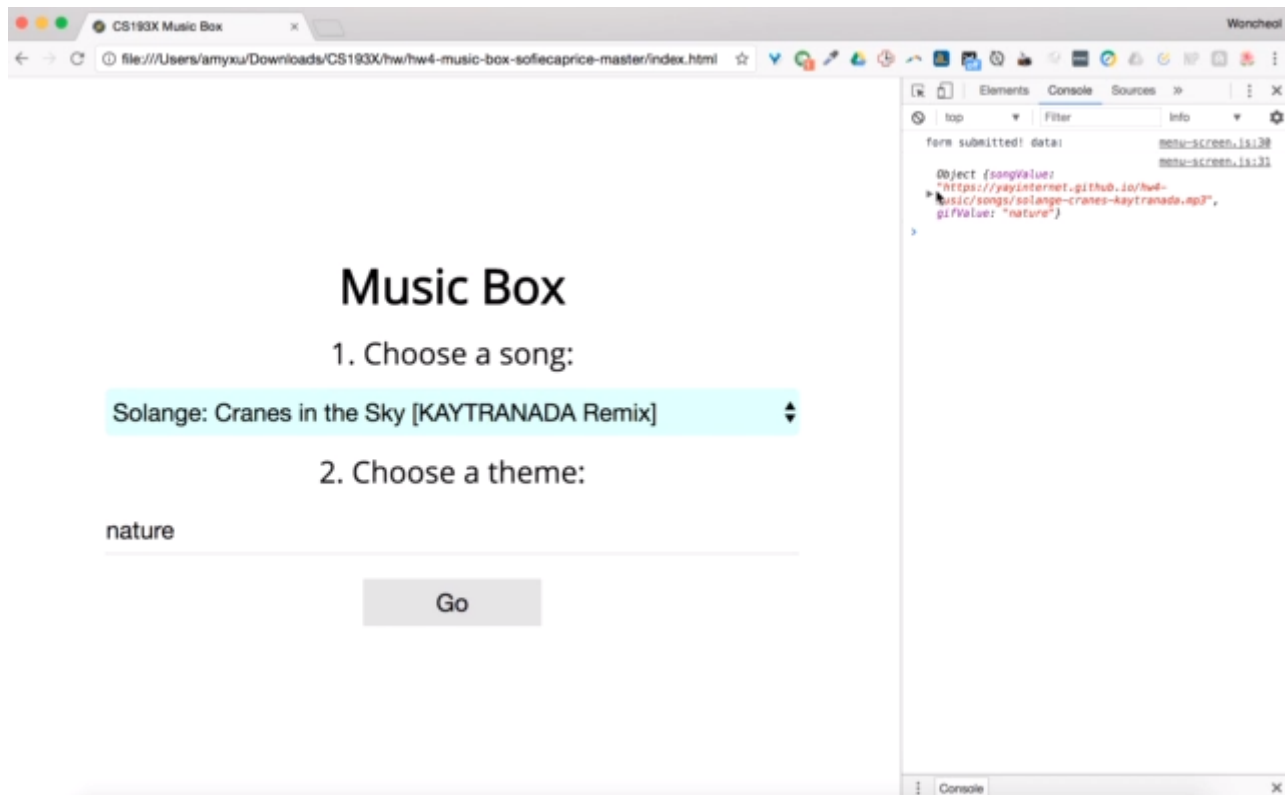 CS193X Music Box
Woncheol
file:///Users/amyxu/Downloads/CS193X/hw/hw4-music-box-sofiecaprice-master/index.html
Elements Console Sources »
top Filter Info
form submitted! data: menu-screen.js:30
menu-screen.js:31
Object {songValue:
"https://yayinternet.github.io/hw4-
music/songs/solange-cranes-kaytranada.mp3",
gifValue: "nature"}
Music Box
1. Choose a song:
Solange: Cranes in the Sky [KAYTRANADA Remix]
2. Choose a theme:
nature
Go
Console